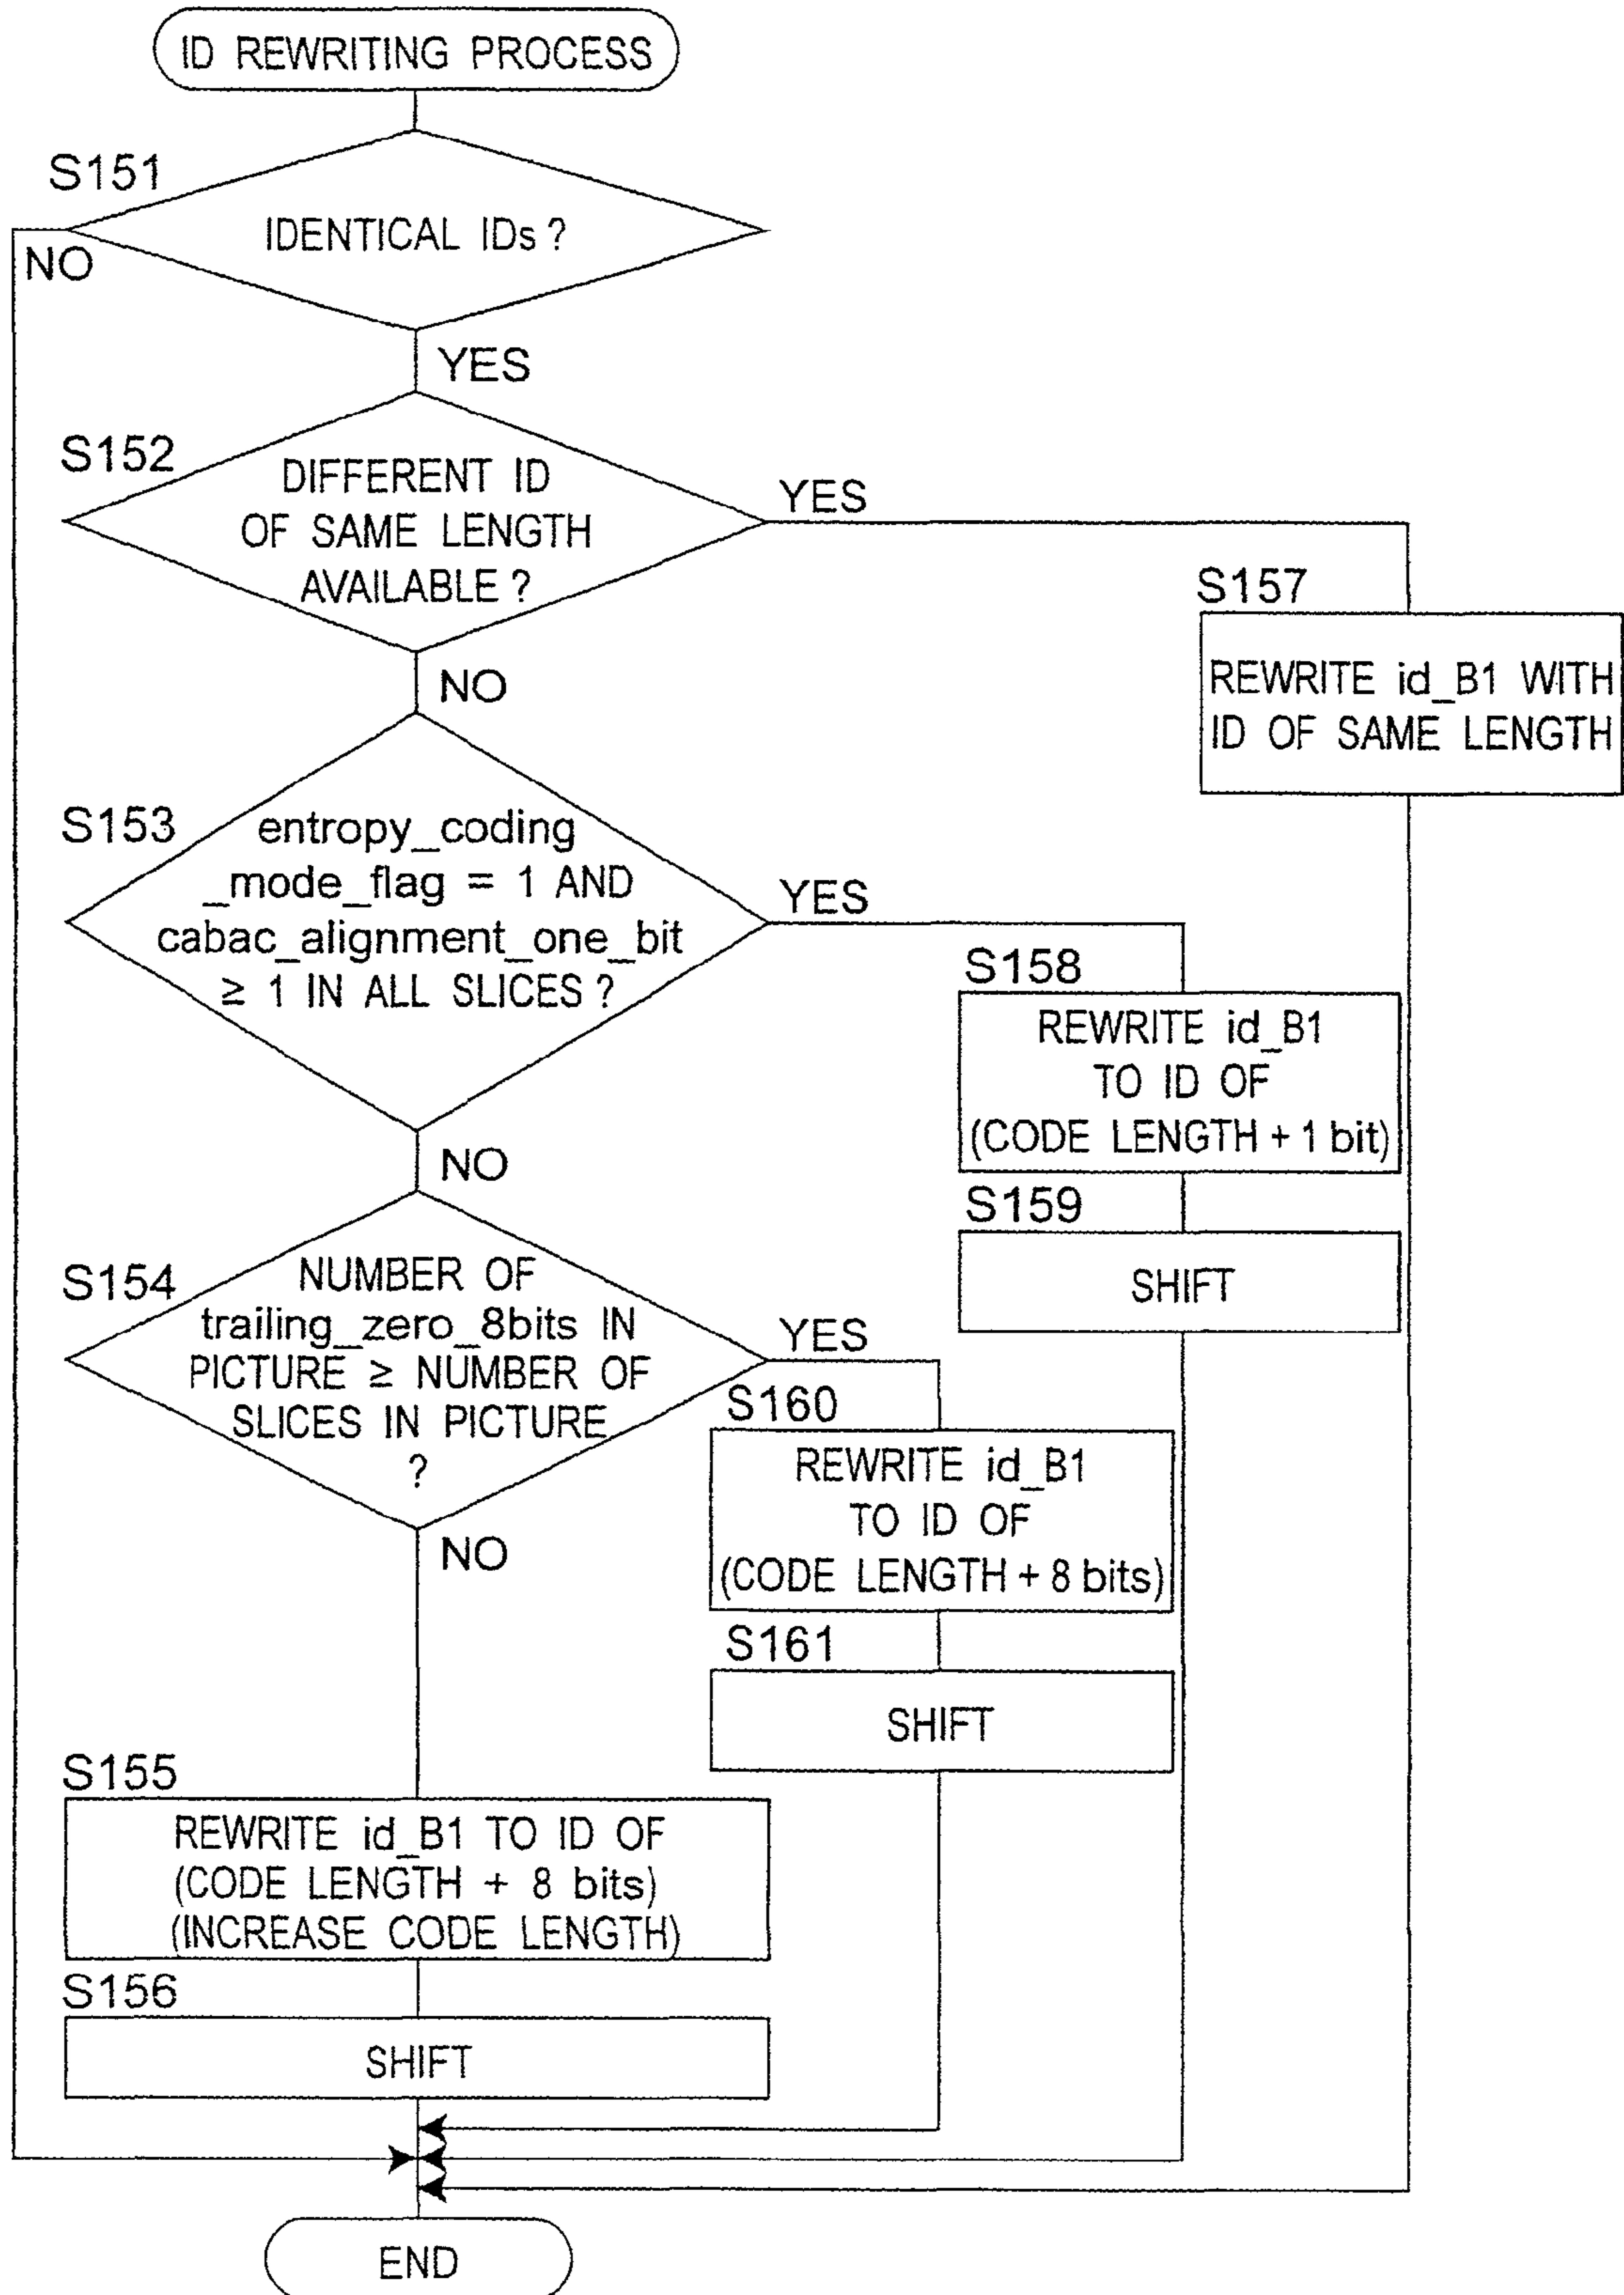 ID REWRITING PROCESS
S151
IDENTICAL IDs ?
NO
YES
S152
DIFFERENT ID
OF SAME LENGTH
AVAILABLE ?
YES
NO
S157
REWRITE id_B1 WITH
ID OF SAME LENGTH
S153
entropy_coding
_mode_flag = 1 AND
cabac_alignment_one_bit
≥ 1 IN ALL SLICES ?
YES
NO
S158
REWRITE id_B1
TO ID OF
(CODE LENGTH + 1 bit)
S159
SHIFT
S154
NUMBER OF
trailing_zero_8bits IN
PICTURE ≥ NUMBER OF
SLICES IN PICTURE
?
YES
NO
S160
REWRITE id_B1
TO ID OF
(CODE LENGTH + 8 bits)
S161
SHIFT
S155
REWRITE id_B1 TO ID OF
(CODE LENGTH + 8 bits)
(INCREASE CODE LENGTH)
S156
SHIFT
END